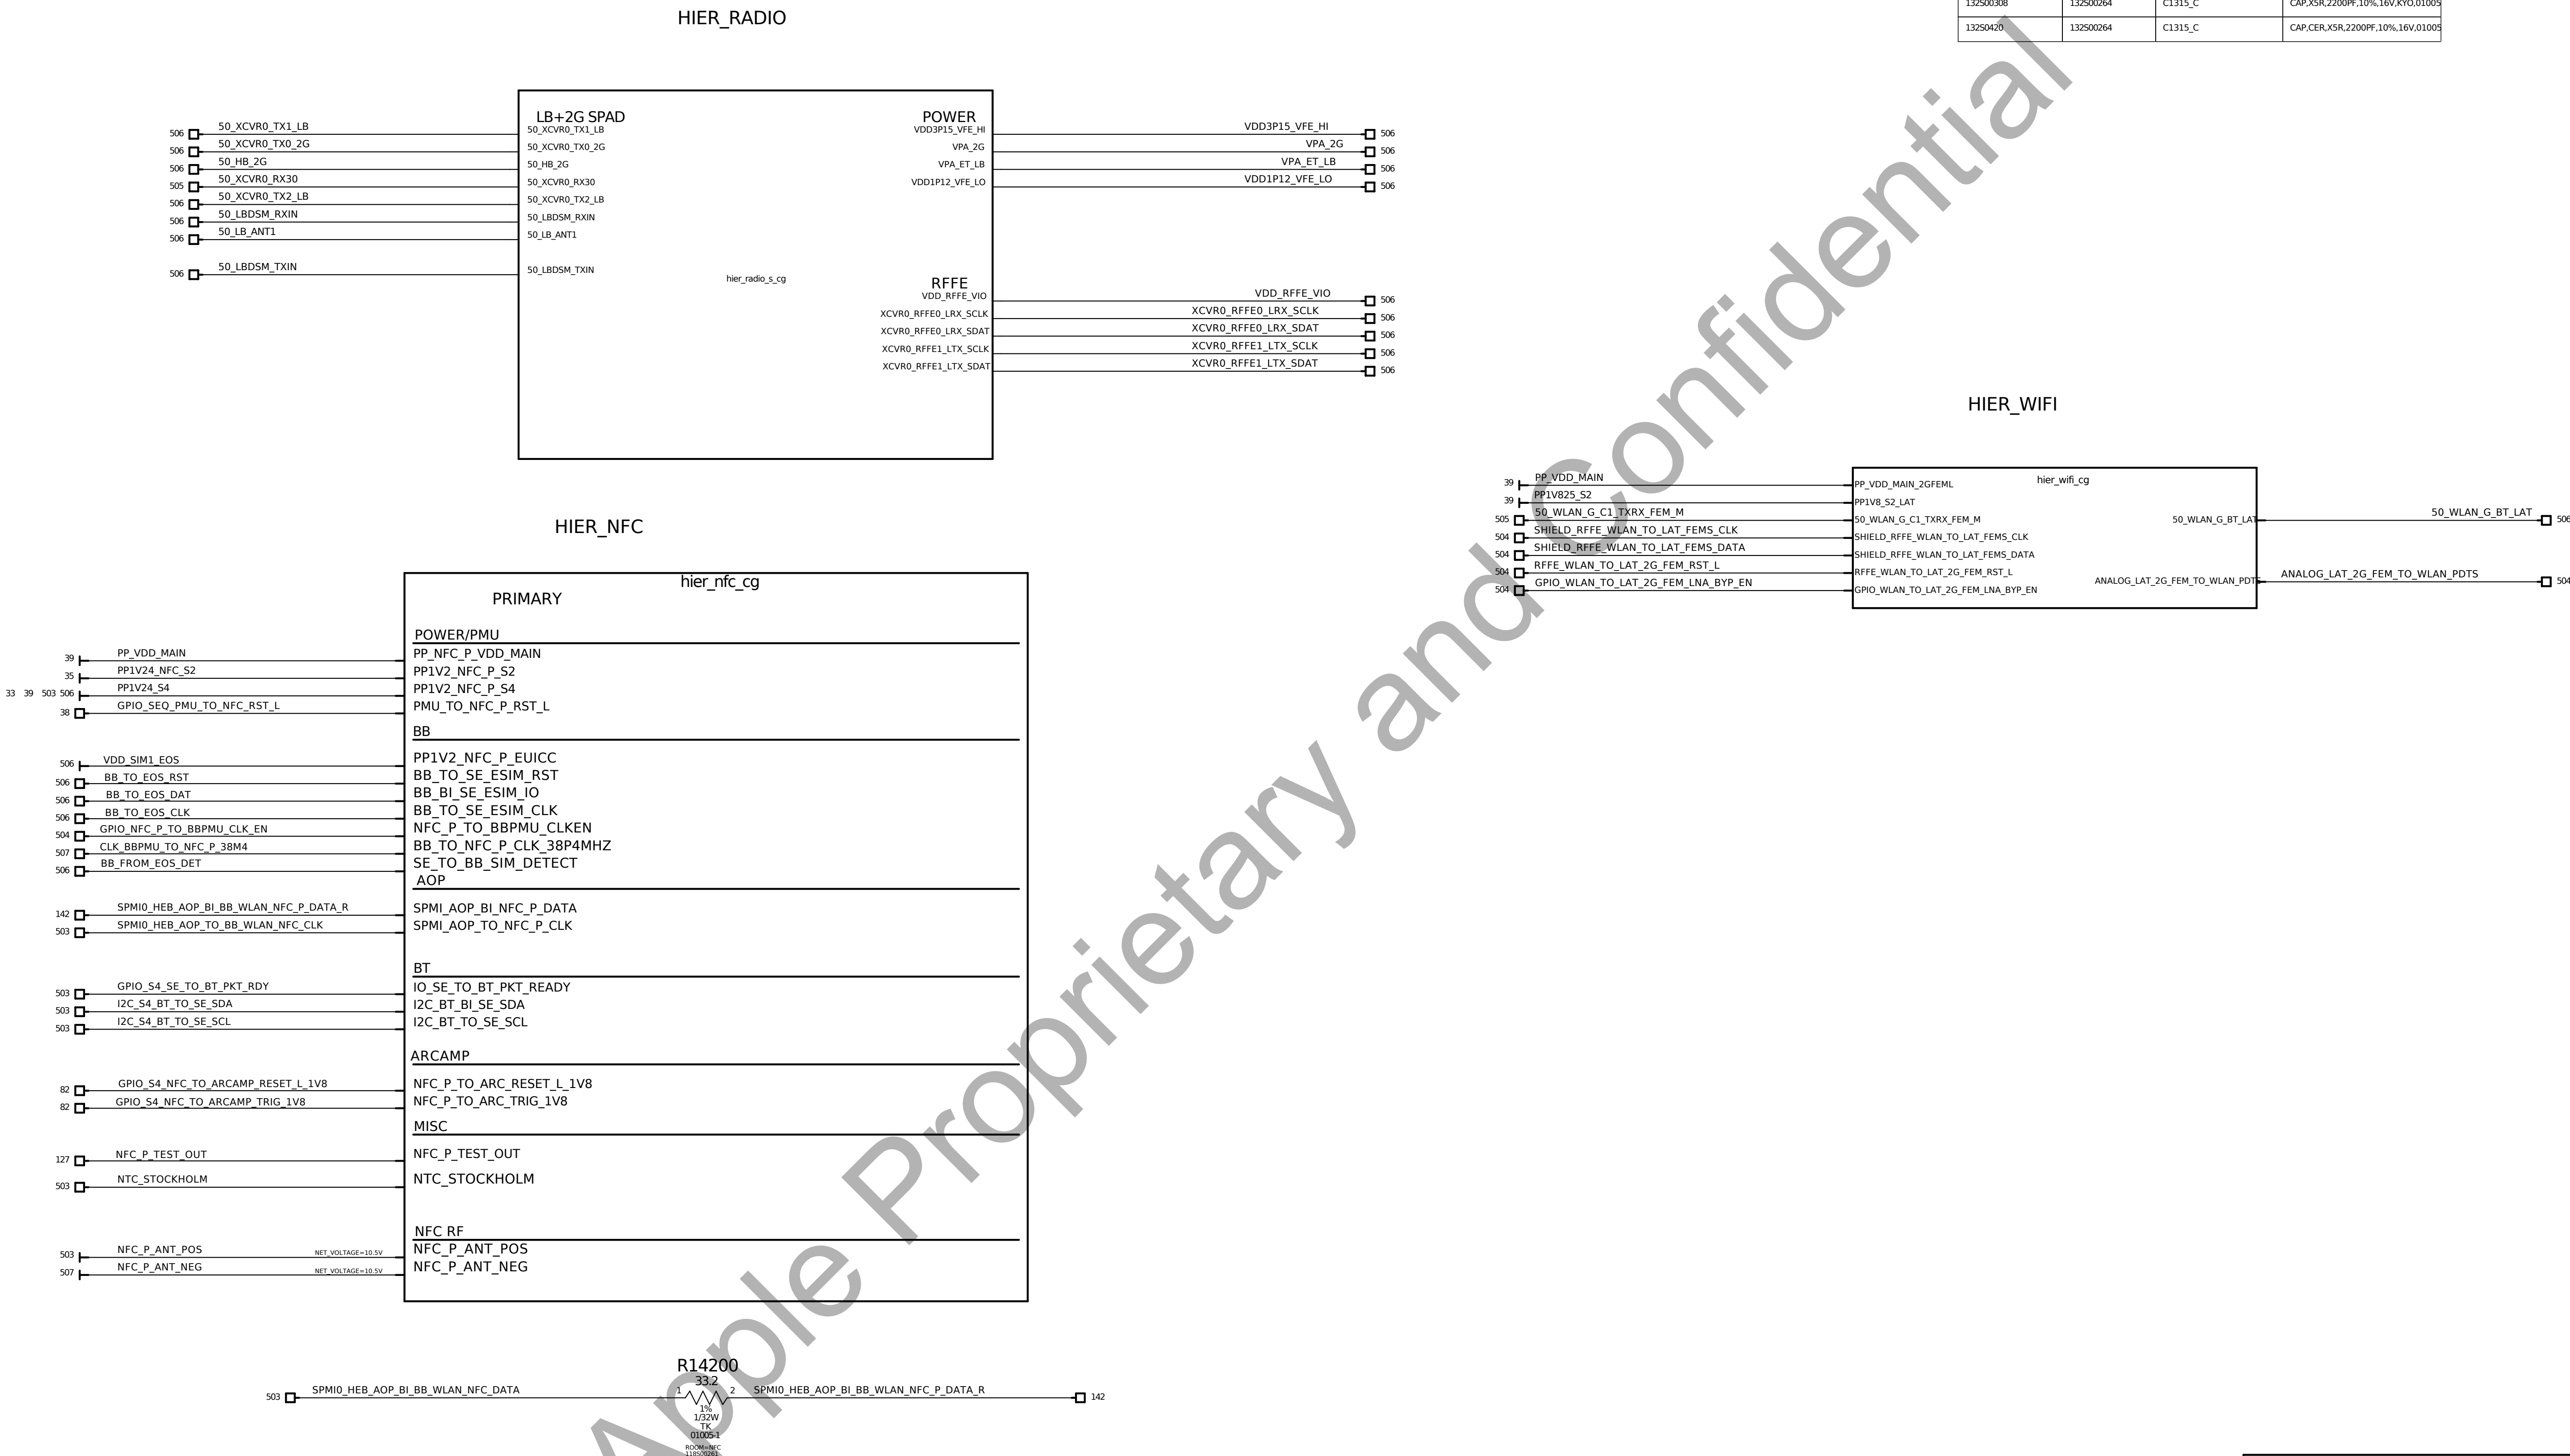 HIER_RADIO
132S00308 132S00264 C1315_C CAP,X5R,2200PF,10%,16V,KYO,01005
132S0420 132S00264 C1315_C CAP,CER,X5R,2200PF,10%,16V,01005
LB+2G SPAD
POWER
506 50_XCVR0_TX1_LB 50_XCVR0_TX1_LB
506 50_XCVR0_TX0_2G 50_XCVR0_TX0_2G
506 50_HB_2G 50_HB_2G
505 50_XCVR0_RX30 50_XCVR0_RX30
506 50_XCVR0_TX2_LB 50_XCVR0_TX2_LB
506 50_LBDSM_RXIN 50_LBDSM_RXIN
506 50_LB_ANT1 50_LB_ANT1
506 50_LBDSM_TXIN 50_LBDSM_TXIN
VDD3P15_VFE_HI VDD3P15_VFE_HI 506
VPA_2G VPA_2G 506
VPA_ET_LB VPA_ET_LB 506
VDD1P12_VFE_LO VDD1P12_VFE_LO 506
hier_radio_s_cg
RFFE
VDD_RFFE_VIO VDD_RFFE_VIO 506
XCVR0_RFFE0_LRX_SCLK XCVR0_RFFE0_LRX_SCLK 506
XCVR0_RFFE0_LRX_SDAT XCVR0_RFFE0_LRX_SDAT 506
XCVR0_RFFE1_LTX_SCLK XCVR0_RFFE1_LTX_SCLK 506
XCVR0_RFFE1_LTX_SDAT XCVR0_RFFE1_LTX_SDAT 506
HIER_WIFI
hier_wifi_cg
39 PP_VDD_MAIN PP_VDD_MAIN_2GFEML
39 PP1V825_S2 PP1V8_S2_LAT
505 50_WLAN_G_C1_TXRX_FEM_M 50_WLAN_G_C1_TXRX_FEM_M
504 SHIELD_RFFE_WLAN_TO_LAT_FEMS_CLK SHIELD_RFFE_WLAN_TO_LAT_FEMS_CLK
504 SHIELD_RFFE_WLAN_TO_LAT_FEMS_DATA SHIELD_RFFE_WLAN_TO_LAT_FEMS_DATA
504 RFFE_WLAN_TO_LAT_2G_FEM_RST_L RFFE_WLAN_TO_LAT_2G_FEM_RST_L
504 GPIO_WLAN_TO_LAT_2G_FEM_LNA_BYP_EN GPIO_WLAN_TO_LAT_2G_FEM_LNA_BYP_EN
50_WLAN_G_BT_LAT 50_WLAN_G_BT_LAT 506
ANALOG_LAT_2G_FEM_TO_WLAN_PDTS ANALOG_LAT_2G_FEM_TO_WLAN_PDTS 504
HIER_NFC
hier_nfc_cg
PRIMARY
POWER/PMU
39 PP_VDD_MAIN PP_NFC_P_VDD_MAIN
35 PP1V24_NFC_S2 PP1V2_NFC_P_S2
33 39 503 506 PP1V24_S4 PP1V2_NFC_P_S4
38 GPIO_SEQ_PMU_TO_NFC_RST_L PMU_TO_NFC_P_RST_L
BB
506 VDD_SIM1_EOS PP1V2_NFC_P_EUICC
506 BB_TO_EOS_RST BB_TO_SE_ESIM_RST
506 BB_TO_EOS_DAT BB_BI_SE_ESIM_IO
506 BB_TO_EOS_CLK BB_TO_SE_ESIM_CLK
504 GPIO_NFC_P_TO_BBPMU_CLK_EN NFC_P_TO_BBPMU_CLKEN
507 CLK_BBPMU_TO_NFC_P_38M4 BB_TO_NFC_P_CLK_38P4MHZ
506 BB_FROM_EOS_DET SE_TO_BB_SIM_DETECT
AOP
142 SPMI0_HEB_AOP_BI_BB_WLAN_NFC_P_DATA_R SPMI_AOP_BI_NFC_P_DATA
503 SPMI0_HEB_AOP_TO_BB_WLAN_NFC_CLK SPMI_AOP_TO_NFC_P_CLK
BT
503 GPIO_S4_SE_TO_BT_PKT_RDY IO_SE_TO_BT_PKT_READY
503 I2C_S4_BT_TO_SE_SDA I2C_BT_BI_SE_SDA
503 I2C_S4_BT_TO_SE_SCL I2C_BT_TO_SE_SCL
ARCAMP
82 GPIO_S4_NFC_TO_ARCAMP_RESET_L_1V8 NFC_P_TO_ARC_RESET_L_1V8
82 GPIO_S4_NFC_TO_ARCAMP_TRIG_1V8 NFC_P_TO_ARC_TRIG_1V8
MISC
127 NFC_P_TEST_OUT NFC_P_TEST_OUT
503 NTC_STOCKHOLM NTC_STOCKHOLM
NFC RF
503 NFC_P_ANT_POS NET_VOLTAGE=10.5V NFC_P_ANT_POS
507 NFC_P_ANT_NEG NET_VOLTAGE=10.5V NFC_P_ANT_NEG
R14200
33.2
503 SPMI0_HEB_AOP_BI_BB_WLAN_NFC_DATA 1 2 SPMI0_HEB_AOP_BI_BB_WLAN_NFC_P_DATA_R 142
1%
1/32W
TK
01005-1
ROOM=NFC
118S00261
Apple Proprietary and Confidential